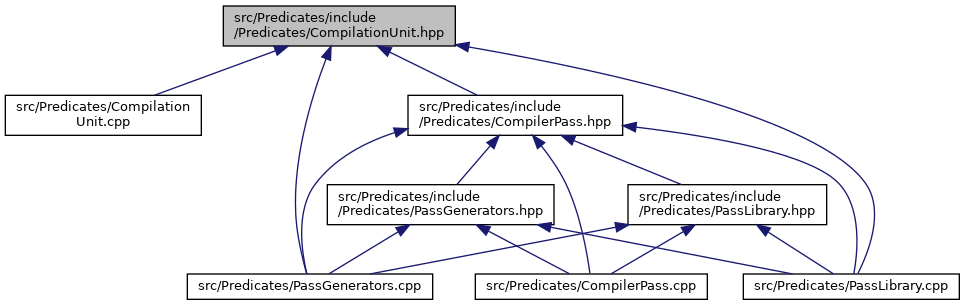 src/Predicates/include
/Predicates/CompilationUnit.hpp
src/Predicates/Compilation
Unit.cpp
src/Predicates/include
/Predicates/CompilerPass.hpp
src/Predicates/include
/Predicates/PassGenerators.hpp
src/Predicates/include
/Predicates/PassLibrary.hpp
src/Predicates/PassGenerators.cpp
src/Predicates/CompilerPass.cpp
src/Predicates/PassLibrary.cpp